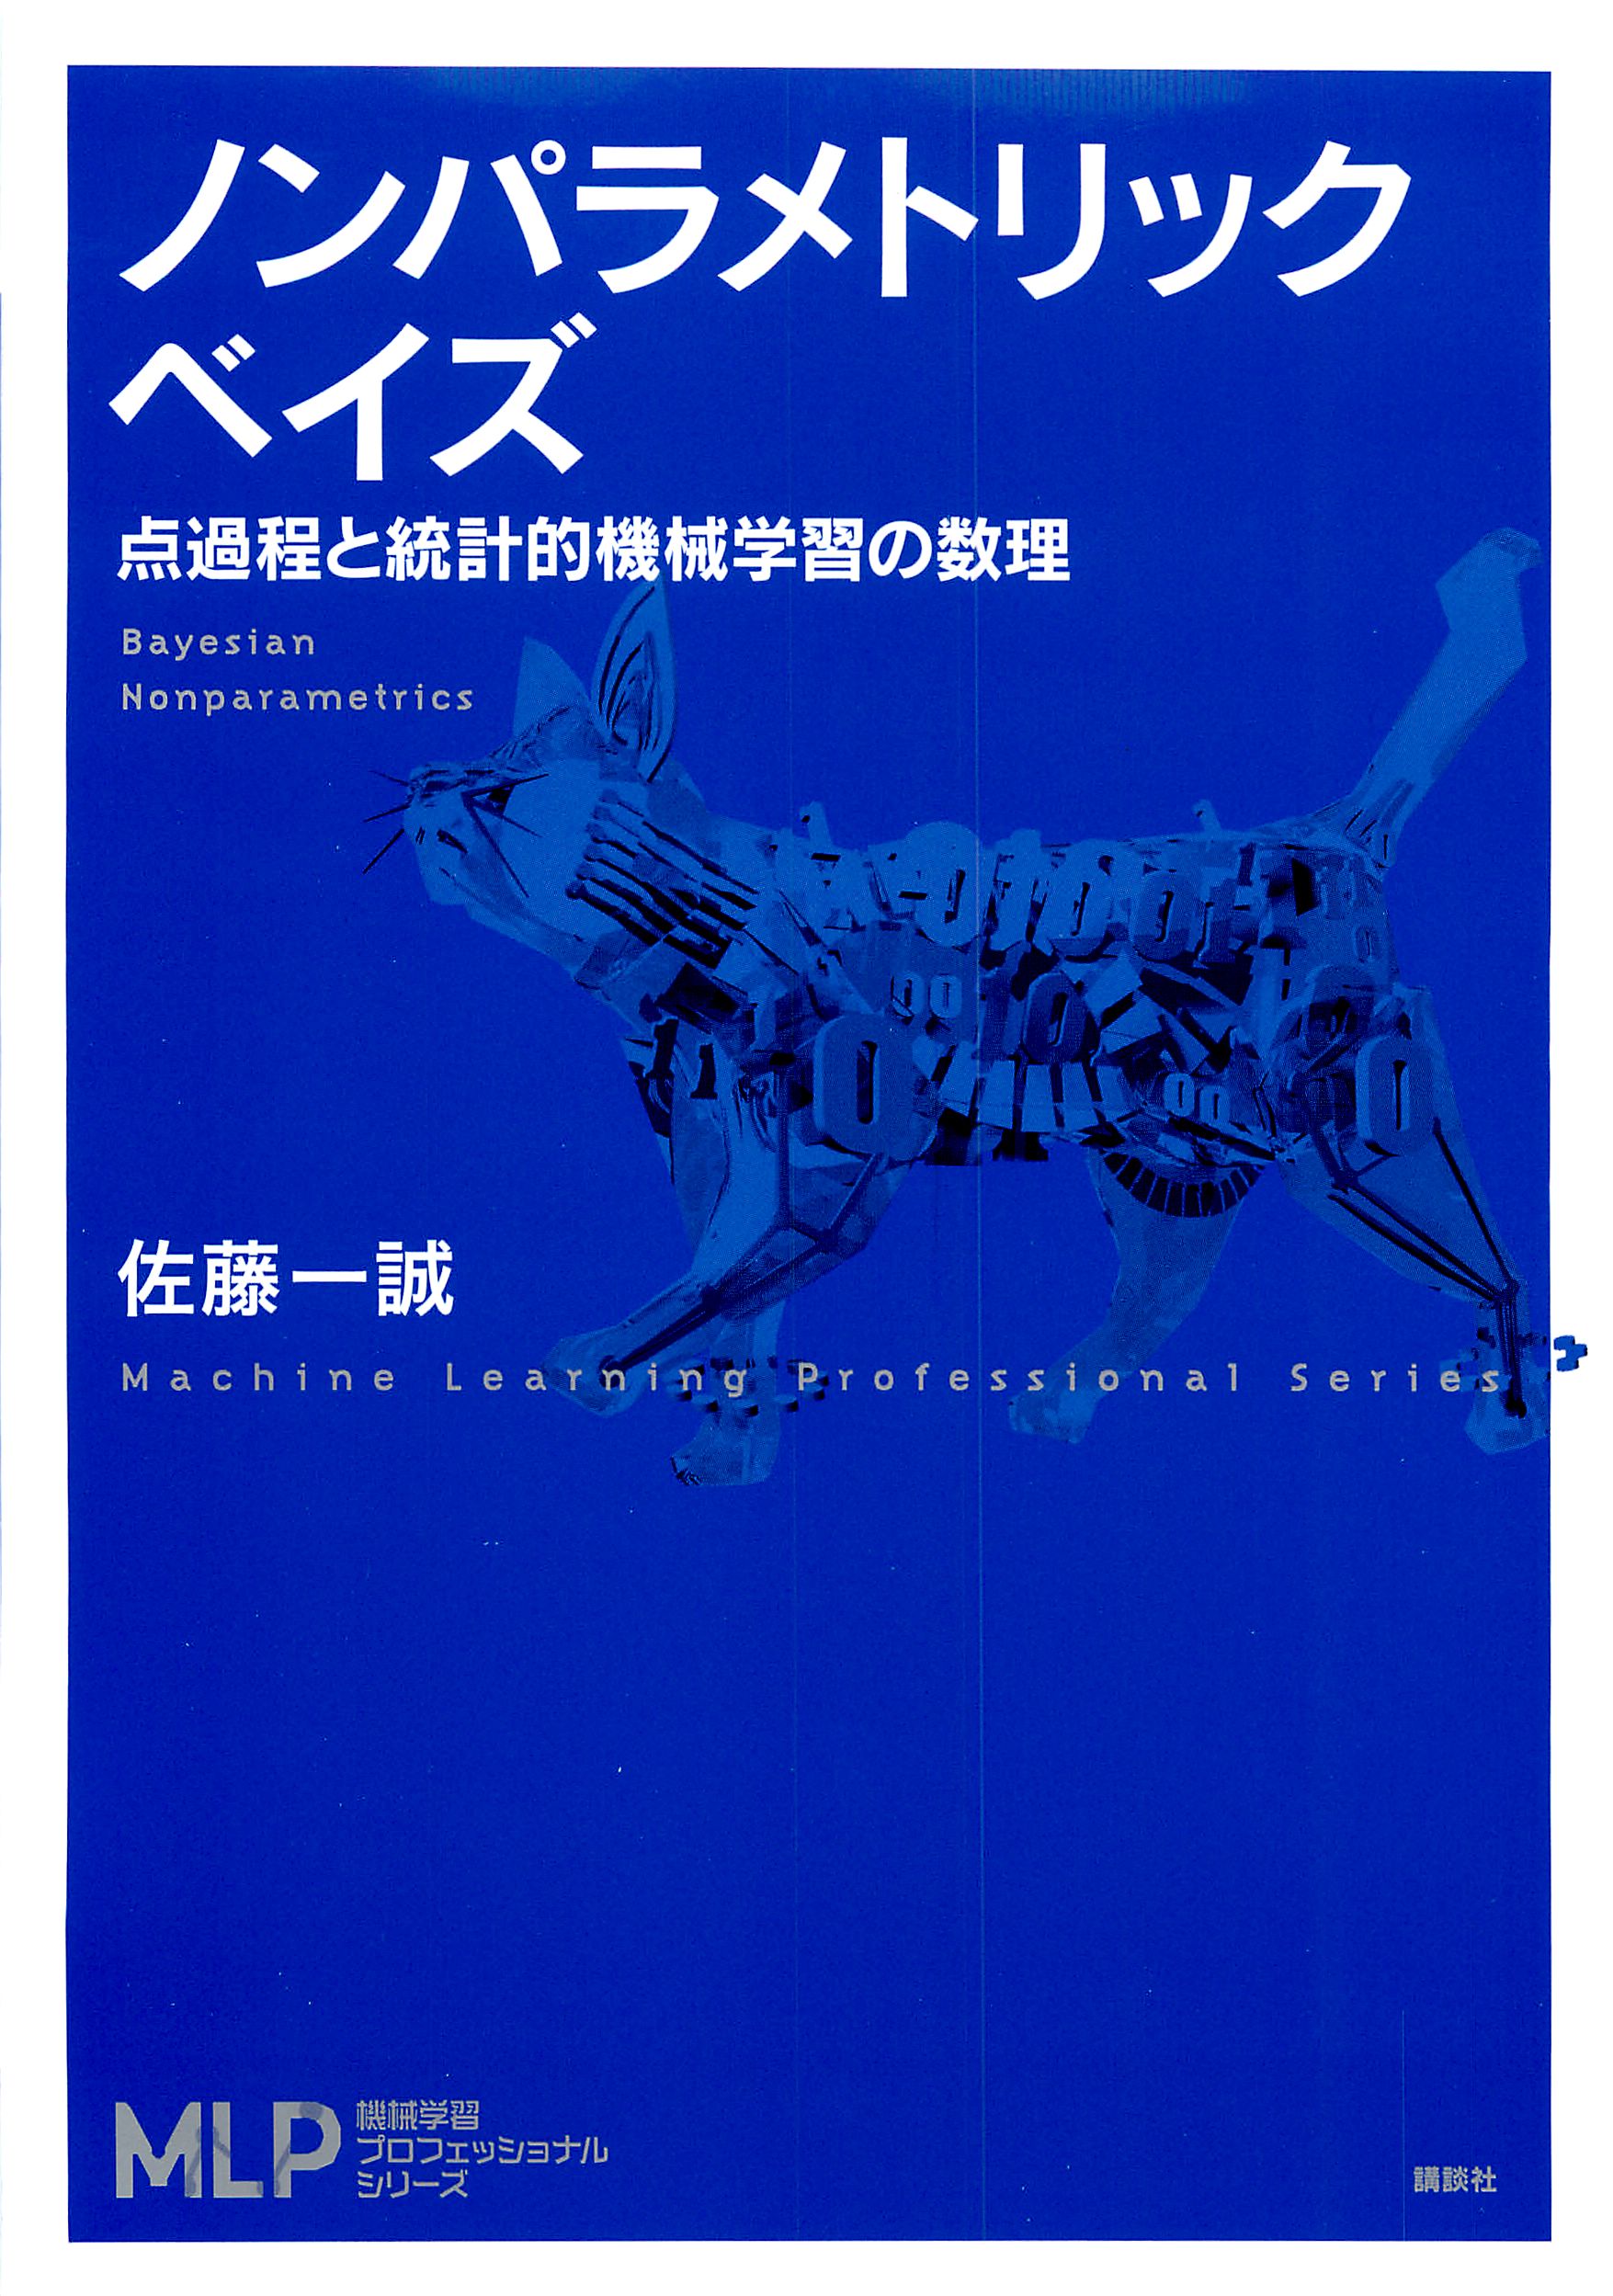 ノンパラメトリック
ベイズ
点過程と統計的機械学習の数理
Bayesian
Nonparametrics
佐藤一誠
Machine Learning Professional Series
MLP
機械学習
プロフェッショナル
シリーズ
講談社